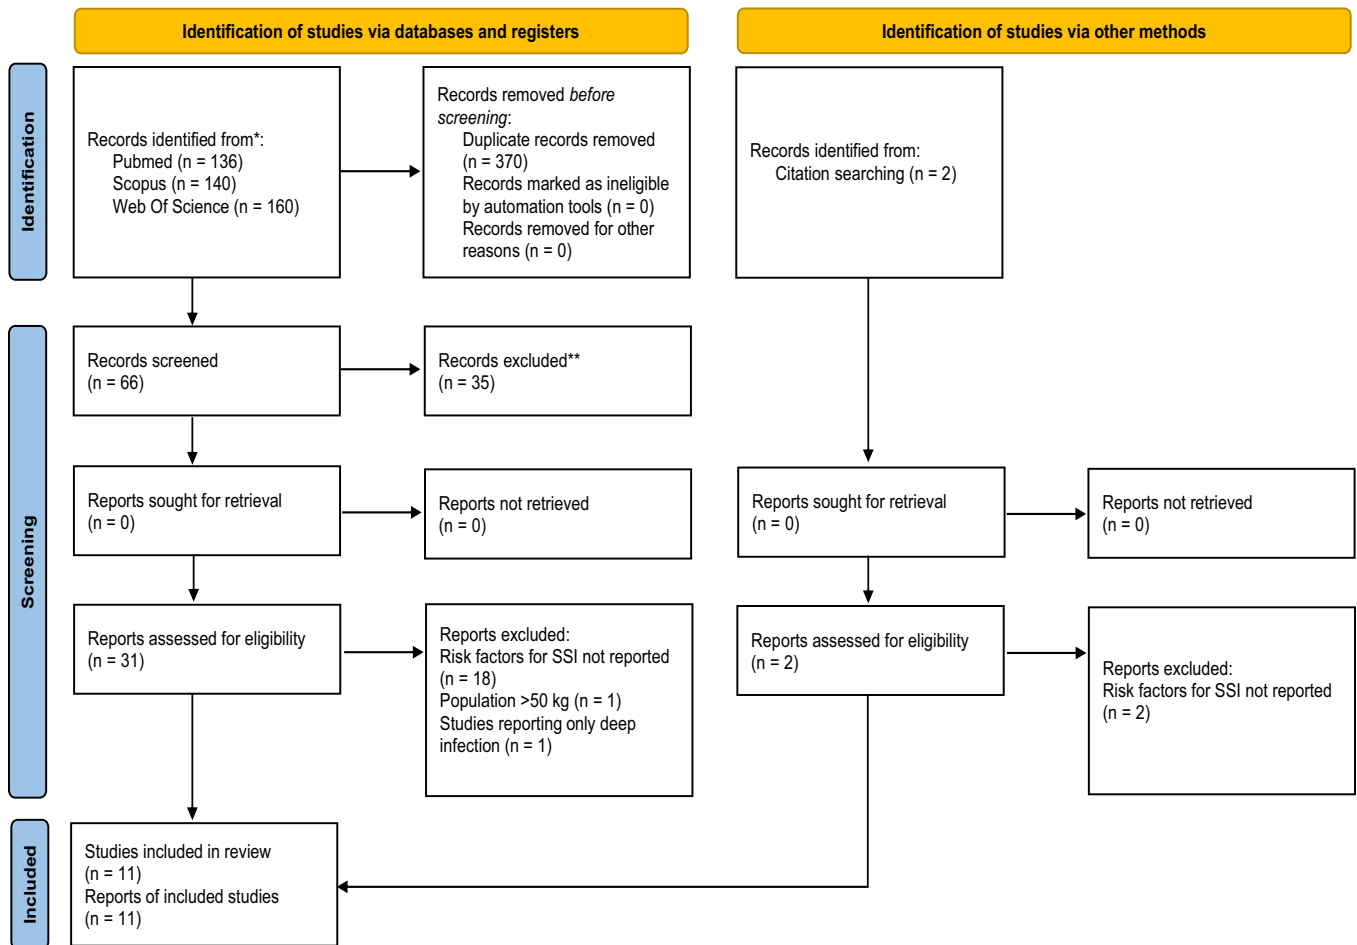 Identification of studies via databases and registers
Identification of studies via other methods
Identification
Records identified from*:
Pubmed (n = 136)
Scopus (n = 140)
Web Of Science (n = 160)
Records removed before
screening:
Duplicate records removed
(n = 370)
Records marked as ineligible
by automation tools (n = 0)
Records removed for other
reasons (n = 0)
Records identified from:
Citation searching (n = 2)
Screening
Records screened
(n = 66)
Records excluded**
(n = 35)
Reports sought for retrieval
(n = 0)
Reports not retrieved
(n = 0)
Reports sought for retrieval
(n = 0)
Reports not retrieved
(n = 0)
Reports assessed for eligibility
(n = 31)
Reports excluded:
Risk factors for SSI not reported
(n = 18)
Population >50 kg (n = 1)
Studies reporting only deep
infection (n = 1)
Reports assessed for eligibility
(n = 2)
Reports excluded:
Risk factors for SSI not reported
(n = 2)
Included
Studies included in review
(n = 11)
Reports of included studies
(n = 11)